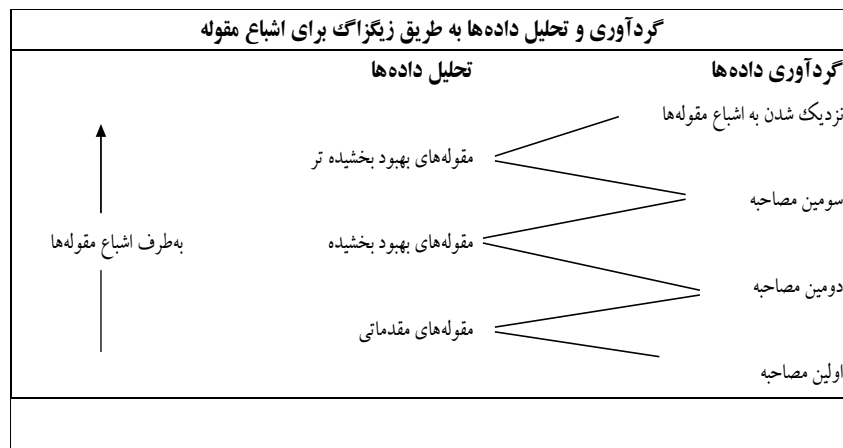 گردآوری و تحلیل داده‌ها به طریق زیگزاگ برای اشباع مقوله
گردآوری داده‌ها
تحلیل داده‌ها
نزدیک شدن به اشباع مقوله‌ها
مقوله‌های بهبود بخشیده تر
سومین مصاحبه
مقوله‌های بهبود بخشیده
به‌طرف اشباع مقوله‌ها
دومین مصاحبه
مقوله‌های مقدماتی
اولین مصاحبه